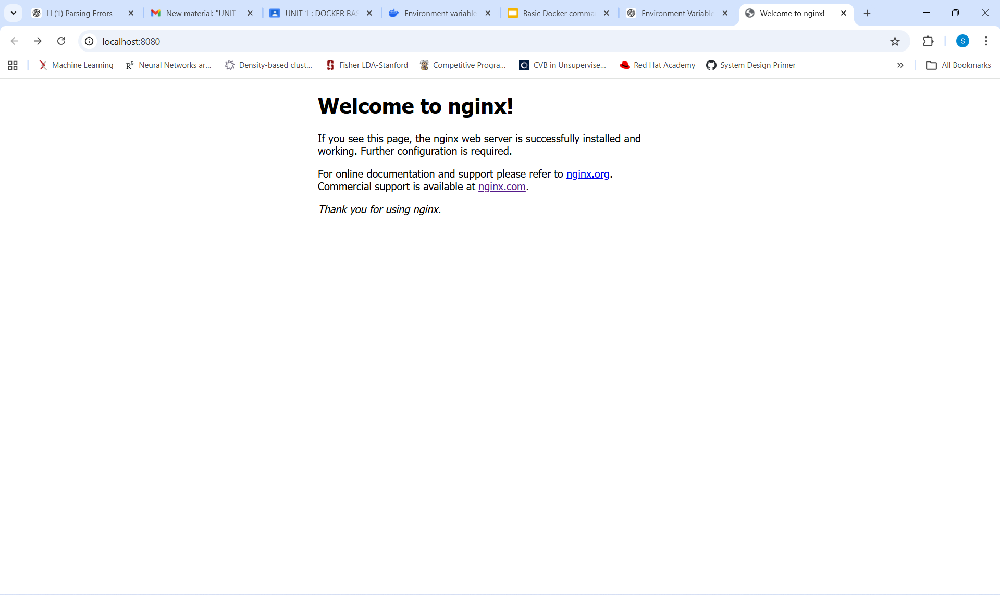 LL(1) Parsing Errors
New material: "UNIT
UNIT 1 : DOCKER BAS
Environment variable
Basic Docker comma
Environment Variable
Welcome to nginx!
localhost:8080
S
Machine Learning
RG Neural Networks ar...
Density-based clust...
Fisher LDA-Stanford
Competitive Progra...
CVB in Unsupervise...
Red Hat Academy
System Design Primer
All Bookmarks
Welcome to nginx!
If you see this page, the nginx web server is successfully installed and
working. Further configuration is required.
For online documentation and support please refer to nginx.org.
Commercial support is available at nginx.com.
Thank you for using nginx.